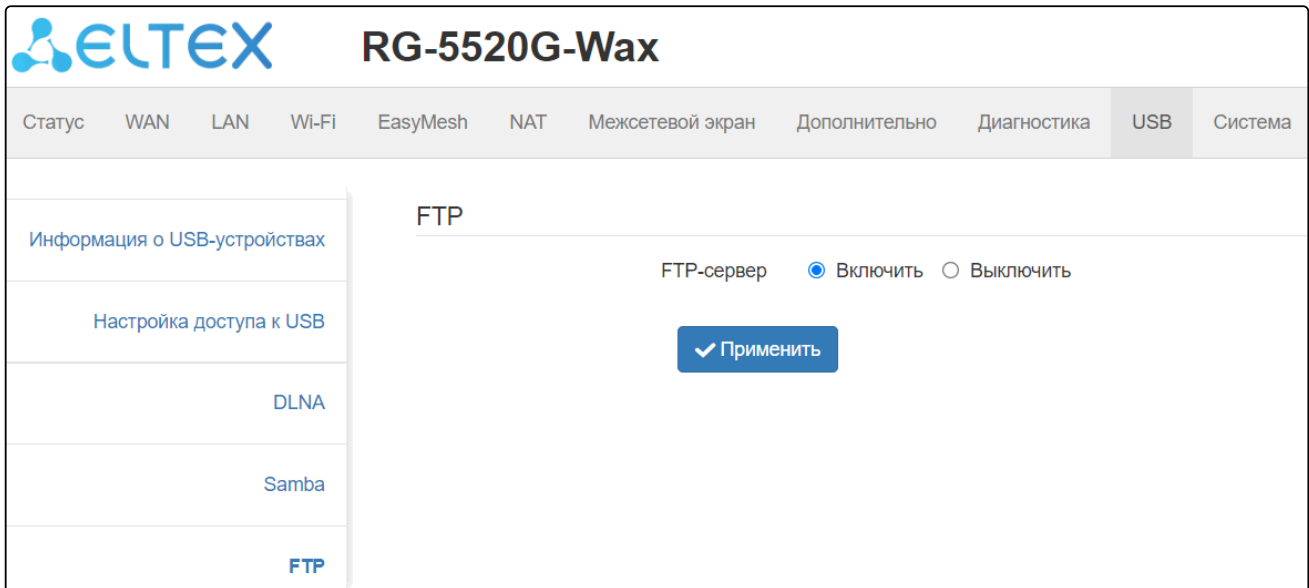 ELTEX RG-5520G-Wax
Статус WAN LAN Wi-Fi EasyMesh NAT Межсетевой экран Дополнительно Диагностика USB Система
Информация о USB-устройствах
Настройка доступа к USB
DLNA
Samba
FTP
FTP
FTP-сервер Включить Выключить
Применить